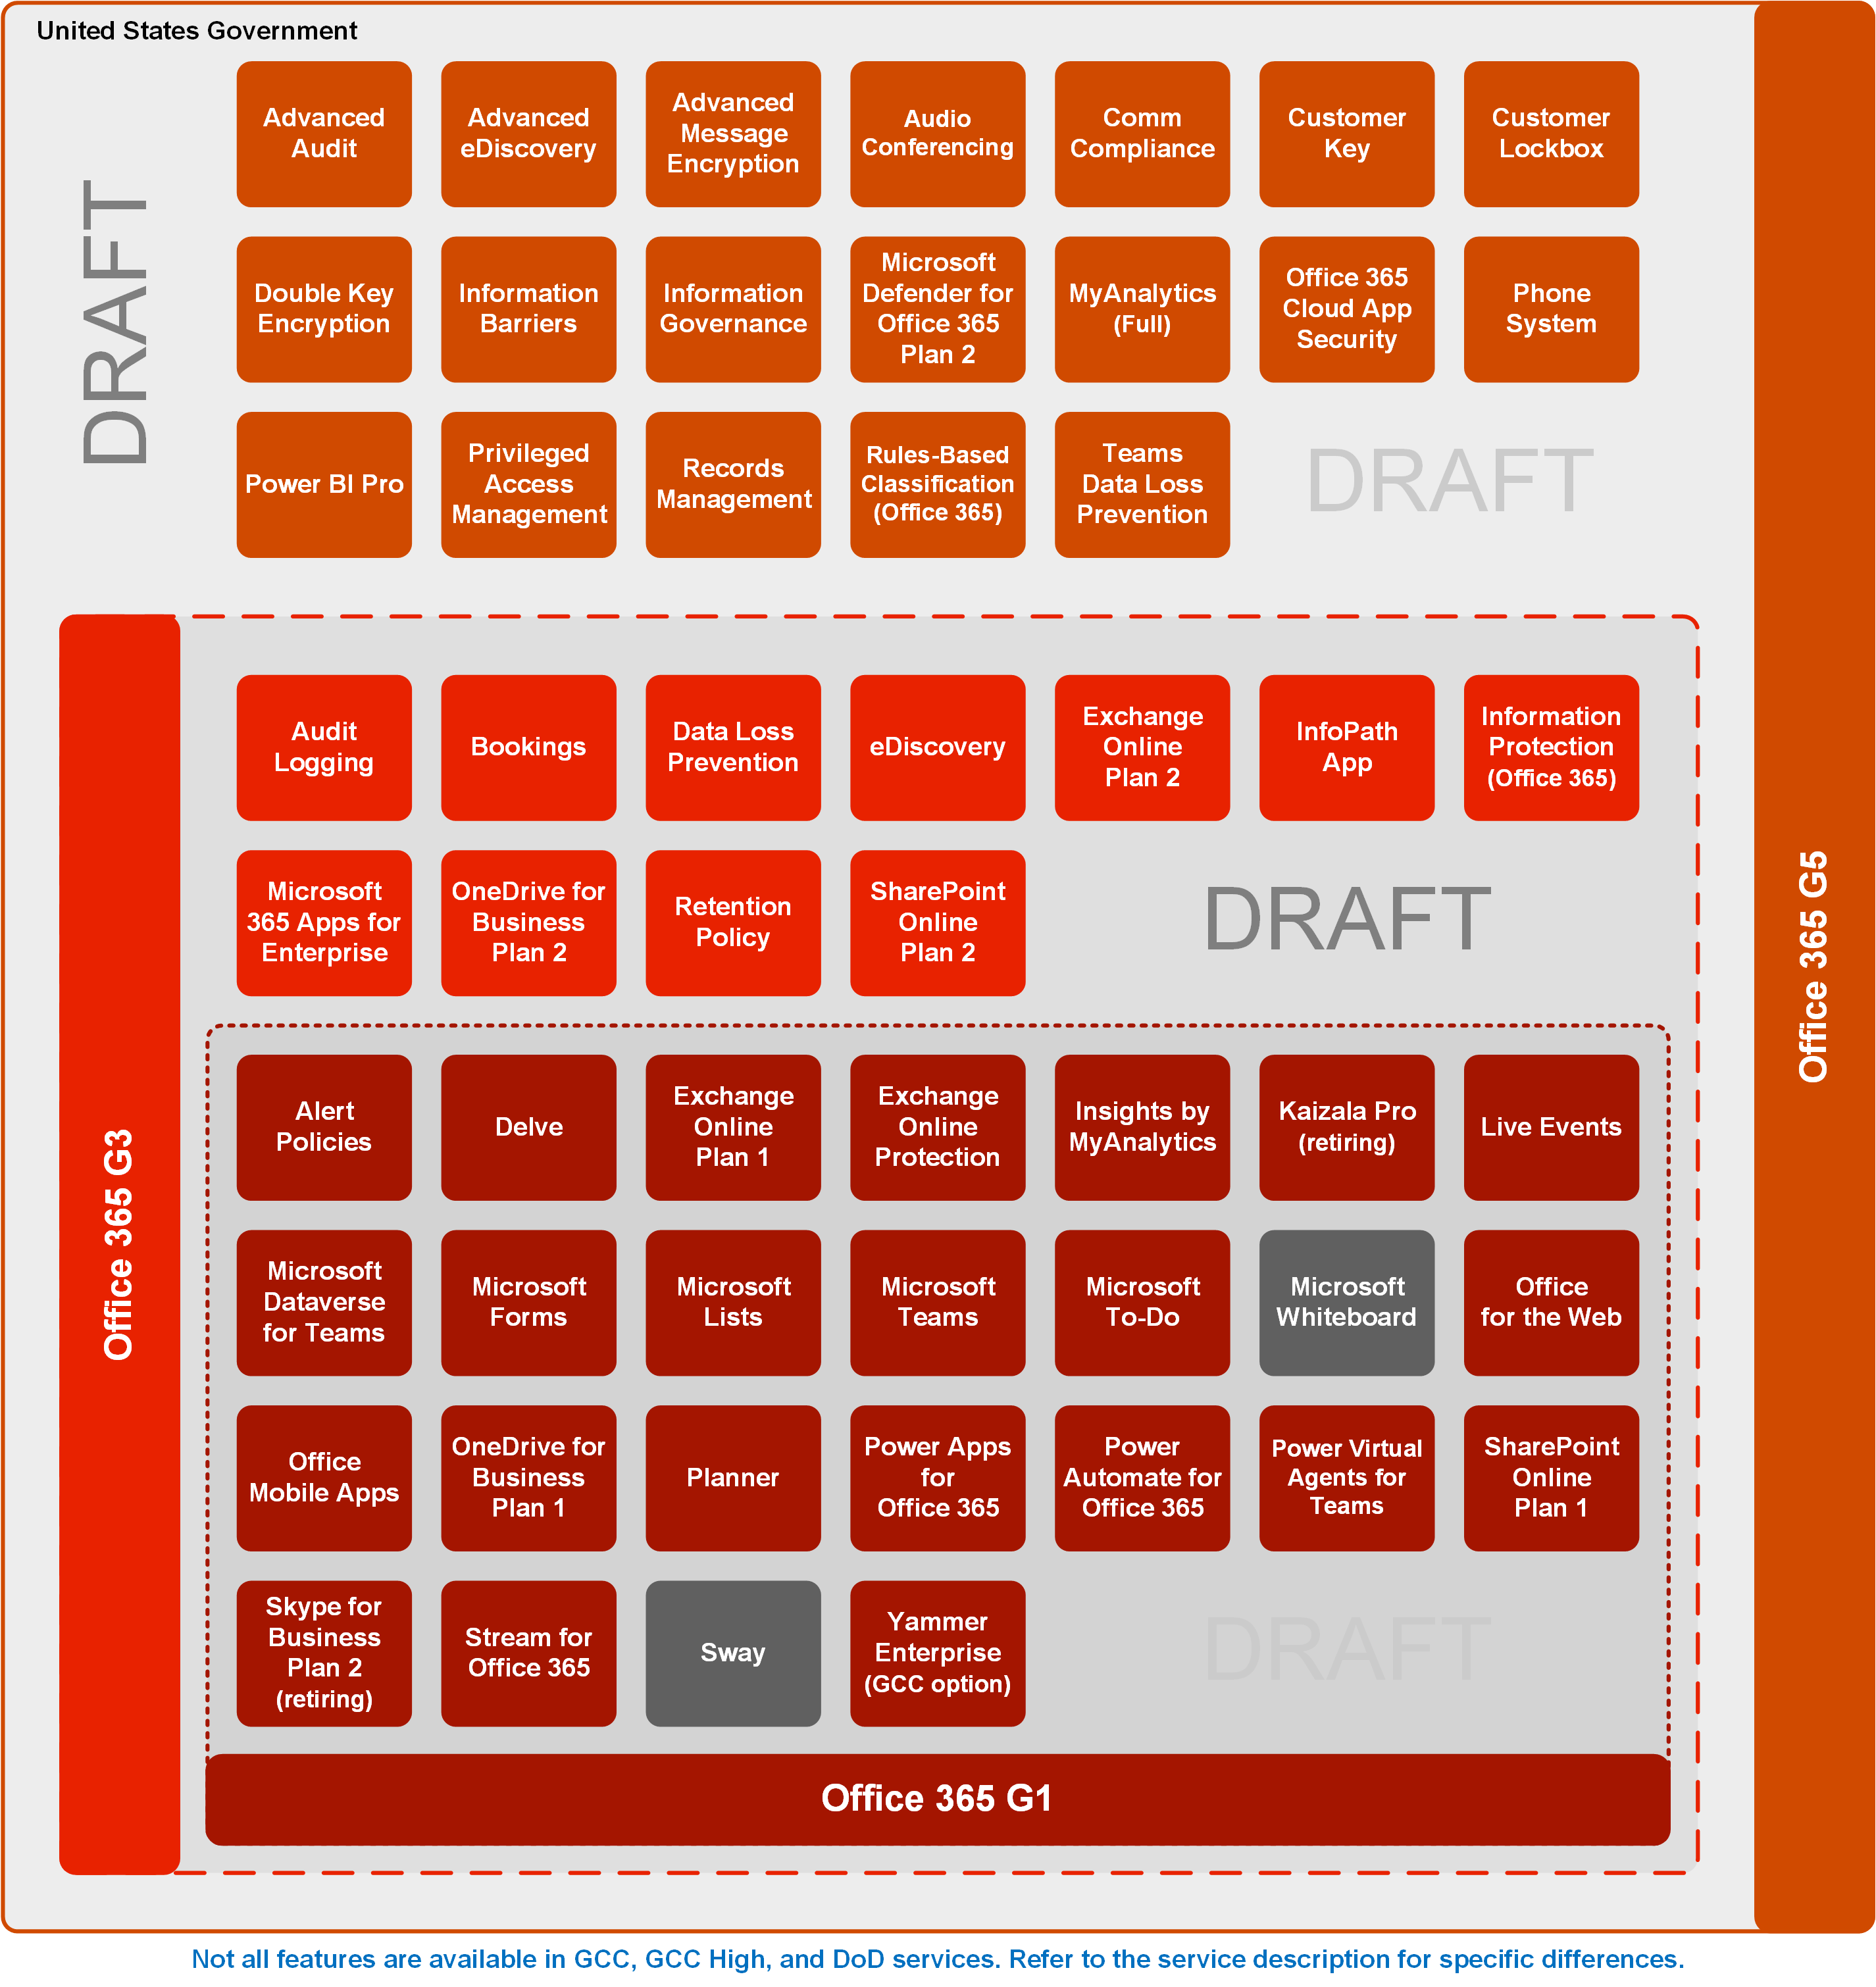 United States Government
Advanced
Audit
Advanced
eDiscovery
Advanced
Message
Encryption
Audio
Conferencing
Comm
Compliance
Customer
Key
Customer
Lockbox
DRAFT
Double Key
Encryption
Information
Barriers
Information
Governance
Microsoft
Defender for
Office 365
Plan 2
MyAnalytics
(Full)
Office 365
Cloud App
Security
Phone
System
Power BI Pro
Privileged
Access
Management
Records
Management
Rules-Based
Classification
(Office 365)
Teams
Data Loss
Prevention
DRAFT
Audit
Logging
Bookings
Data Loss
Prevention
eDiscovery
Exchange
Online
Plan 2
InfoPath
App
Information
Protection
(Office 365)
Microsoft
365 Apps for
Enterprise
OneDrive for
Business
Plan 2
Retention
Policy
SharePoint
Online
Plan 2
DRAFT
Office 365 G5
Office 365 G3
Alert
Policies
Delve
Exchange
Online
Plan 1
Exchange
Online
Protection
Insights by
MyAnalytics
Kaizala Pro
(retiring)
Live Events
Microsoft
Dataverse
for Teams
Microsoft
Forms
Microsoft
Lists
Microsoft
Teams
Microsoft
To-Do
Microsoft
Whiteboard
Office
for the Web
Office
Mobile Apps
OneDrive for
Business
Plan 1
Planner
Power Apps
for
Office 365
Power
Automate for
Office 365
Power Virtual
Agents for
Teams
SharePoint
Online
Plan 1
Skype for
Business
Plan 2
(retiring)
Stream for
Office 365
Sway
Yammer
Enterprise
(GCC option)
DRAFT
Office 365 G1
Not all features are available in GCC, GCC High, and DoD services. Refer to the service description for specific differences.